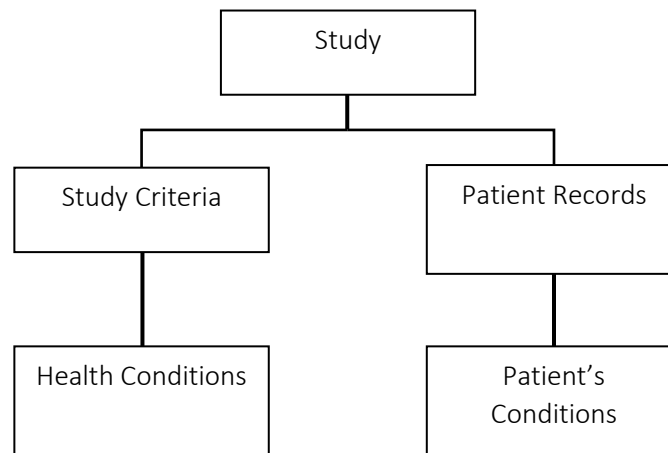 Study
Study Criteria
Patient Records
Health Conditions
Patient’s
Conditions